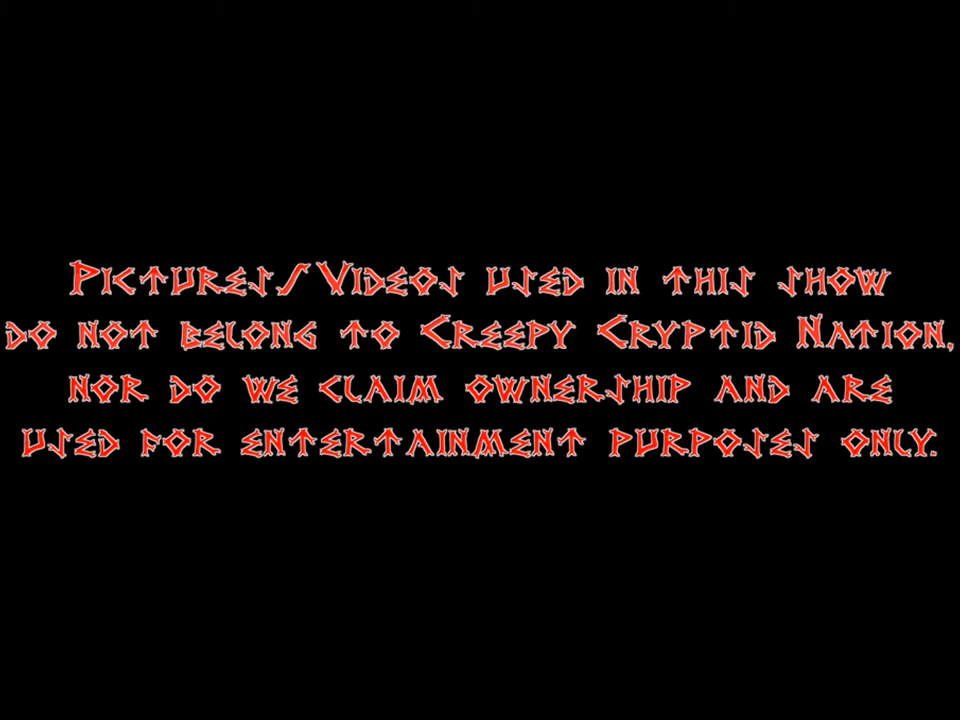 Pictures/Videos used in this show
do not belong to Creepy Cryptid Nation,
nor do we claim ownership and are
used for entertainment purposes only.